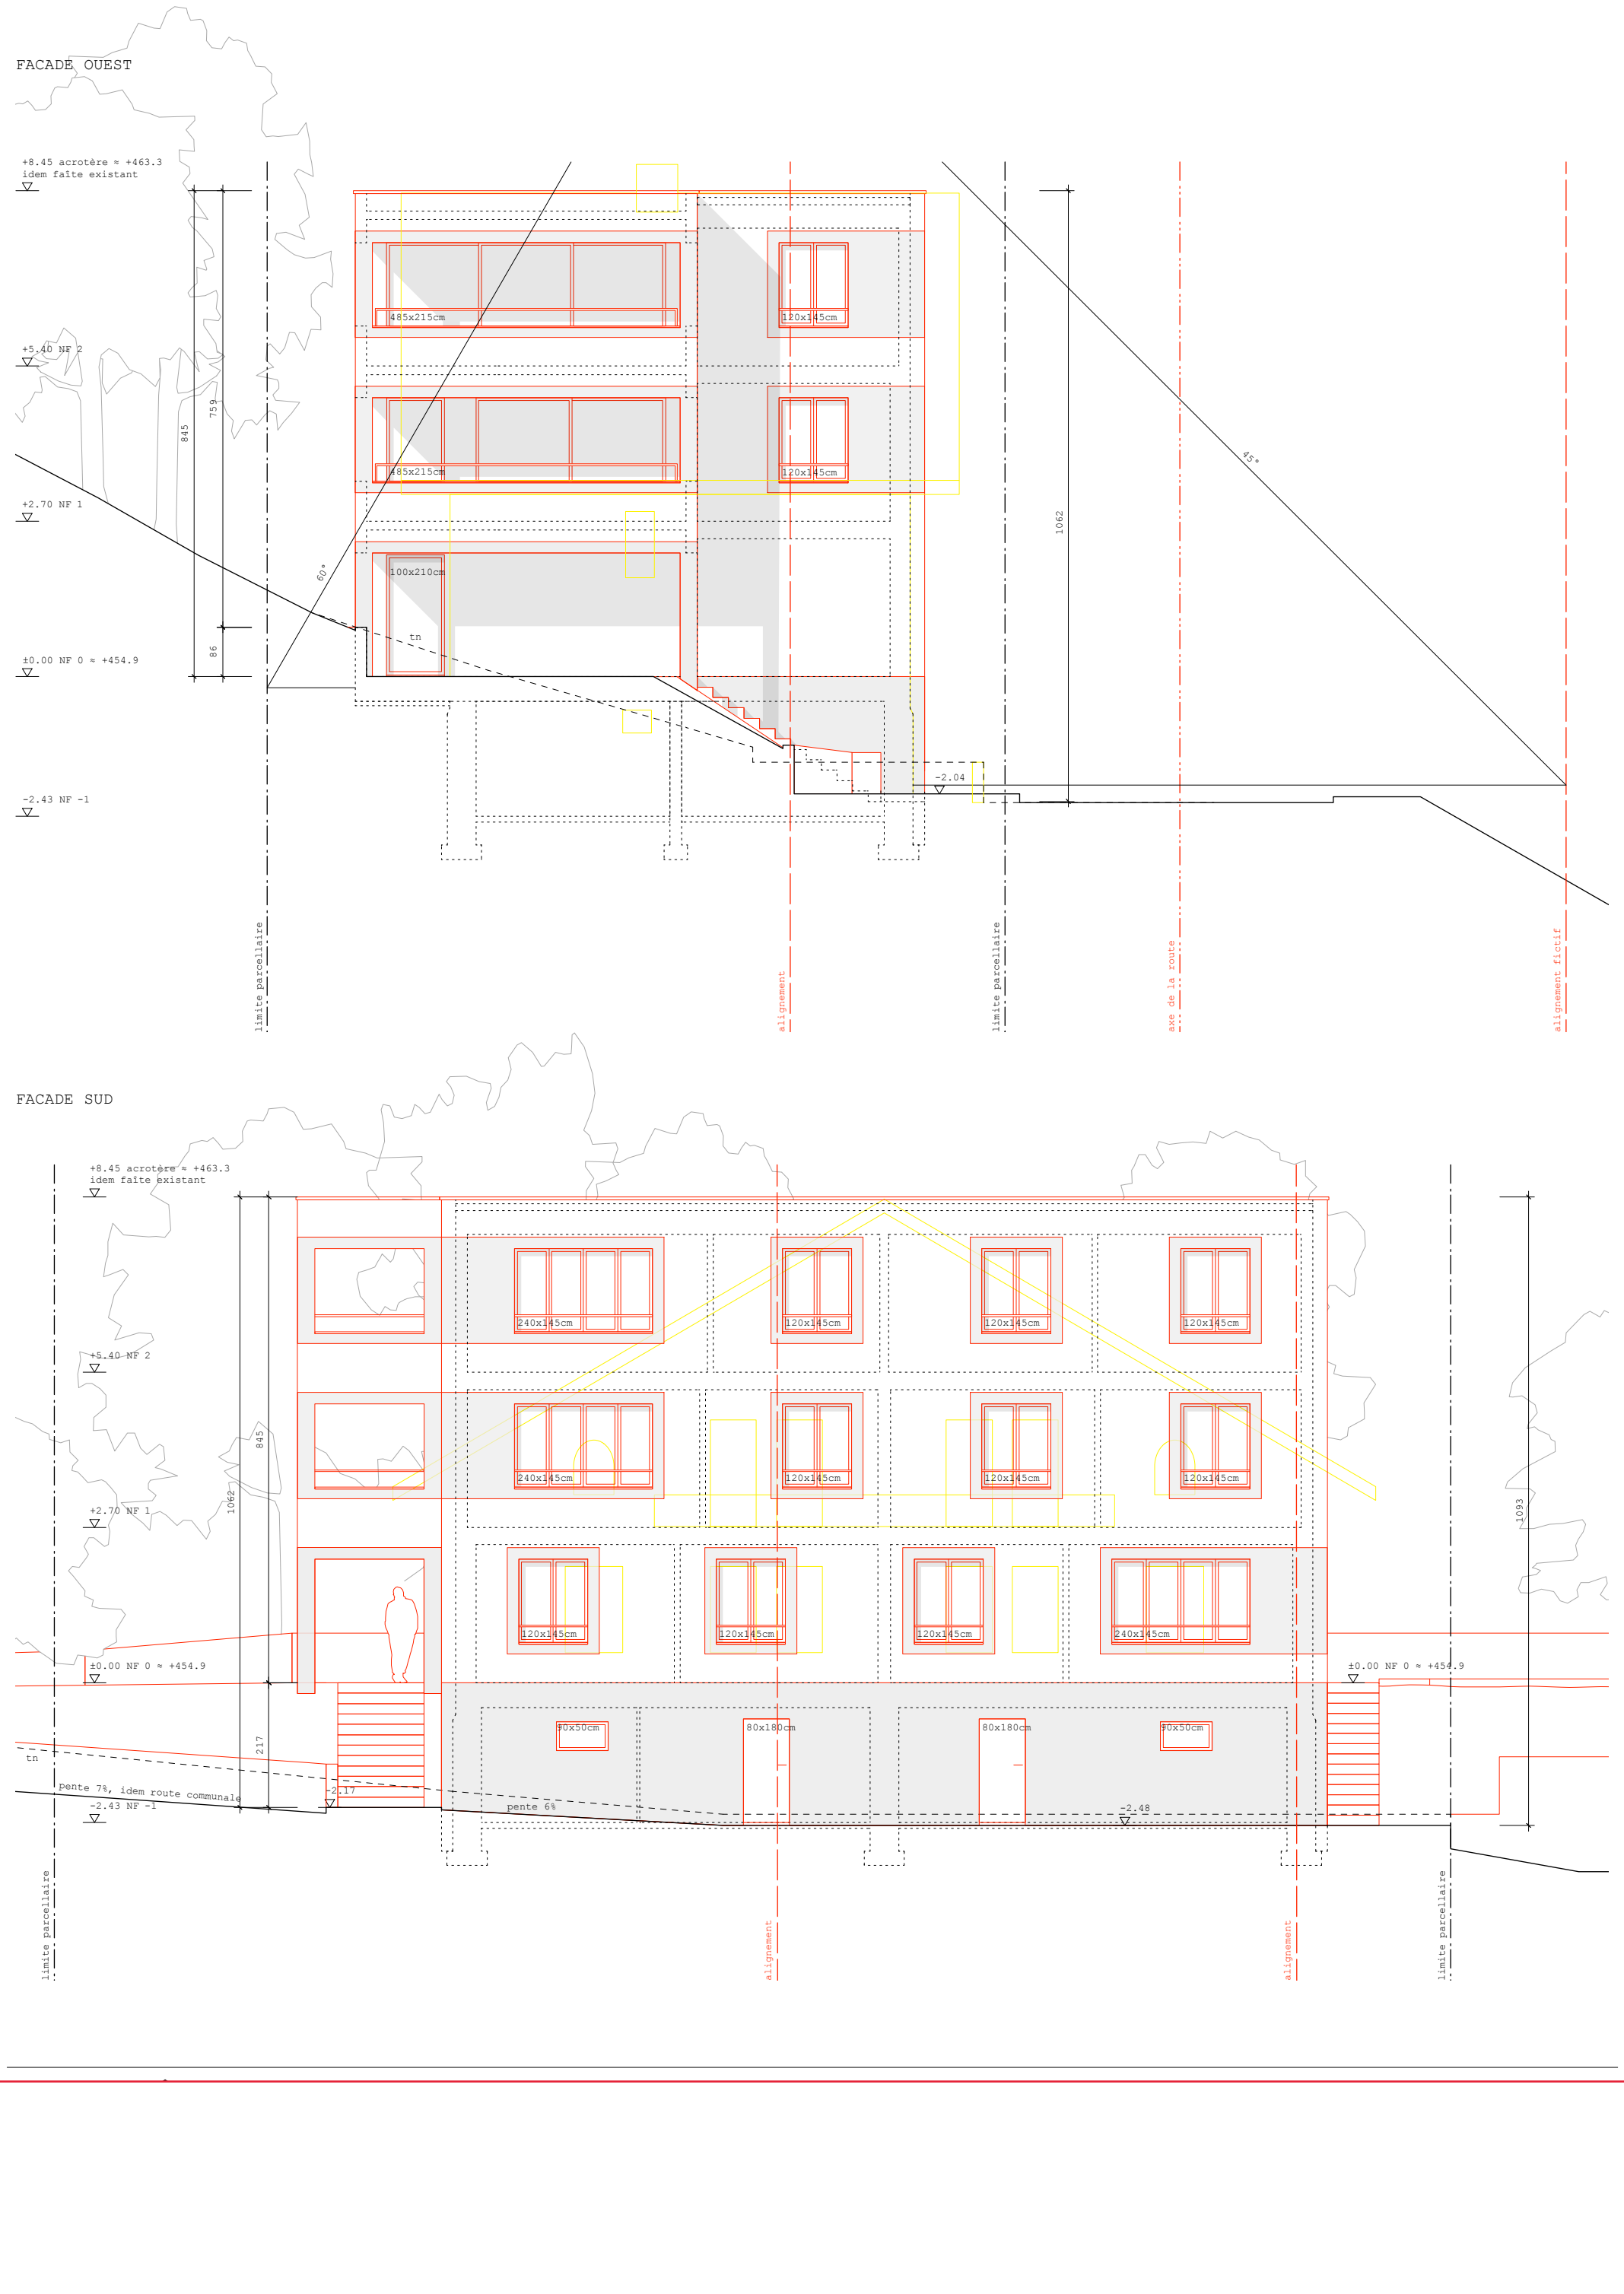 FACADE OUEST
+8.45 acrotère ≈ +463.3
idem faîte existant
485x215cm
120x145cm
+5.40 NF 2
759
845
45°
485x215cm
120x145cm
+2.70 NF 1
1062
60°
100x210cm
tn
86
±0.00 NF 0 ≈ +454.9
-2.04
-2.43 NF -1
limite parcellaire
alignement
limite parcellaire
axe de la route
alignement fictif
FACADE SUD
+8.45 acrotère ≈ +463.3
idem faîte existant
240x145cm
120x145cm
120x145cm
120x145cm
+5.40 NF 2
845
1062
240x145cm
120x145cm
120x145cm
120x145cm
+2.70 NF 1
1093
120x145cm
120x145cm
120x145cm
240x145cm
±0.00 NF 0 ≈ +454.9
±0.00 NF 0 ≈ +454.9
217
90x50cm
80x180cm
80x180cm
90x50cm
tn
pente 7%, idem route communale
-2.17
-2.43 NF -1
pente 6%
-2.48
limite parcellaire
alignement
alignement
limite parcellaire